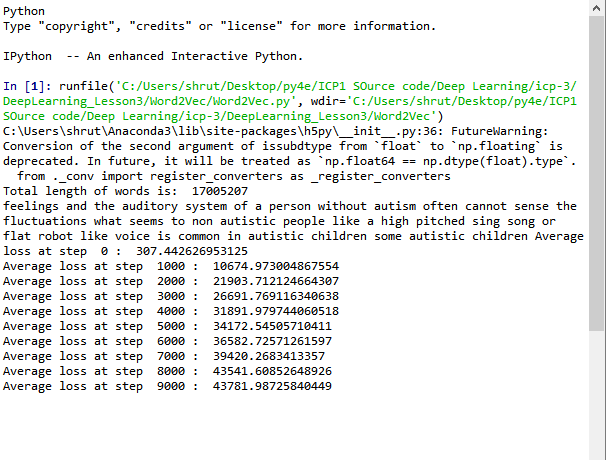 Python
Type "copyright", "credits" or "license" for more information.
IPython  -- An enhanced Interactive Python.
In [1]: runfile('C:/Users/shrut/Desktop/py4e/ICP1 SOurce code/Deep Learning/icp-3/
DeepLearning_Lesson3/Word2Vec/Word2Vec.py', wdir='C:/Users/shrut/Desktop/py4e/ICP1
SOurce code/Deep Learning/icp-3/DeepLearning_Lesson3/Word2Vec')
C:\Users\shrut\Anaconda3\lib\site-packages\h5py\__init__.py:36: FutureWarning:
Conversion of the second argument of issubdtype from `float` to `np.floating` is
deprecated. In future, it will be treated as `np.float64 == np.dtype(float).type`.
  from ._conv import register_converters as _register_converters
Total length of words is:  17005207
feelings and the auditory system of a person without autism often cannot sense the
fluctuations what seems to non autistic people like a high pitched sing song or
flat robot like voice is common in autistic children some autistic children Average
loss at step  0 :  307.442626953125
Average loss at step  1000 :  10674.973004867554
Average loss at step  2000 :  21903.712124664307
Average loss at step  3000 :  26691.769116340638
Average loss at step  4000 :  31891.979744060518
Average loss at step  5000 :  34172.54505710411
Average loss at step  6000 :  36582.72571261597
Average loss at step  7000 :  39420.2683413357
Average loss at step  8000 :  43541.60852648926
Average loss at step  9000 :  43781.98725840449